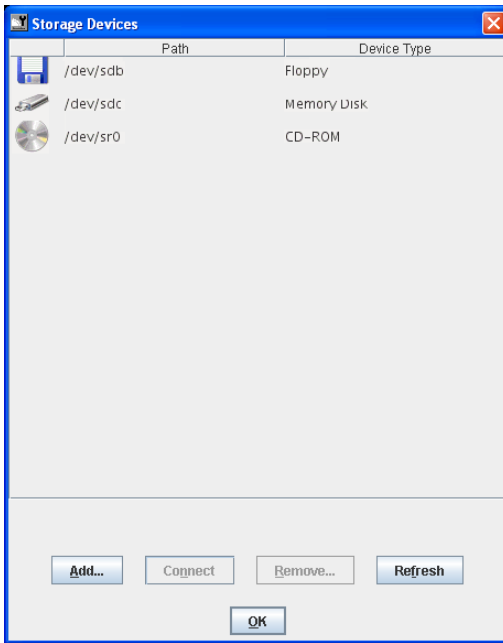 Storage Devices
Path Device Type
/dev/sdb Floppy
/dev/sdc Memory Disk
/dev/sr0 CD-ROM
Add... Connect Remove... Refresh
OK